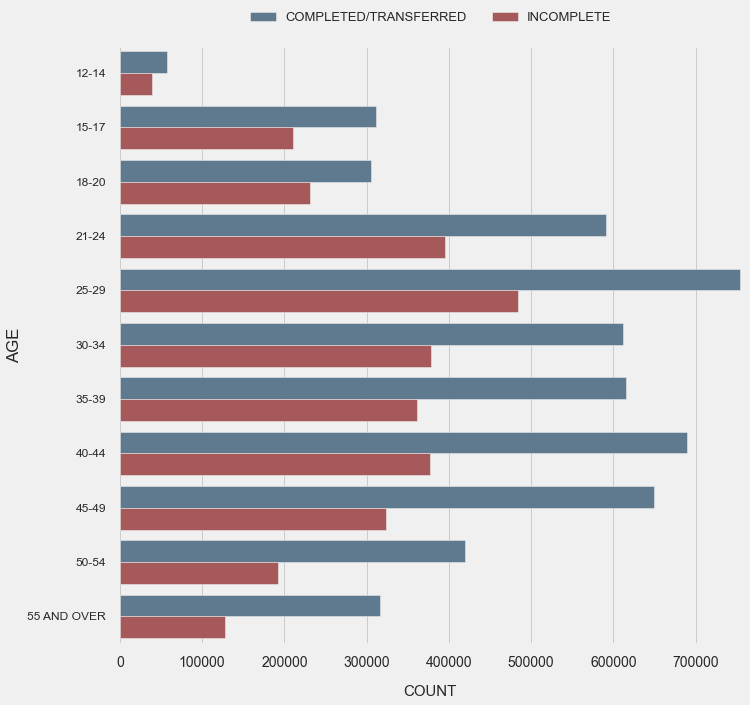 COMPLETED/TRANSFERRED INCOMPLETE
12-14
15-17
18-20
21-24
25-29
30-34
35-39
40-44
45-49
50-54
55 AND OVER
AGE
0 100000 200000 300000 400000 500000 600000 700000
COUNT